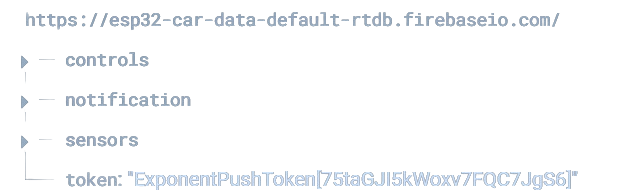 https://esp32-car-data-default-rtdb.firebaseio.com/
controls
notification
sensors
token: "ExponentPushToken[75taGJI5kWoxv7FQC7JgS6]"